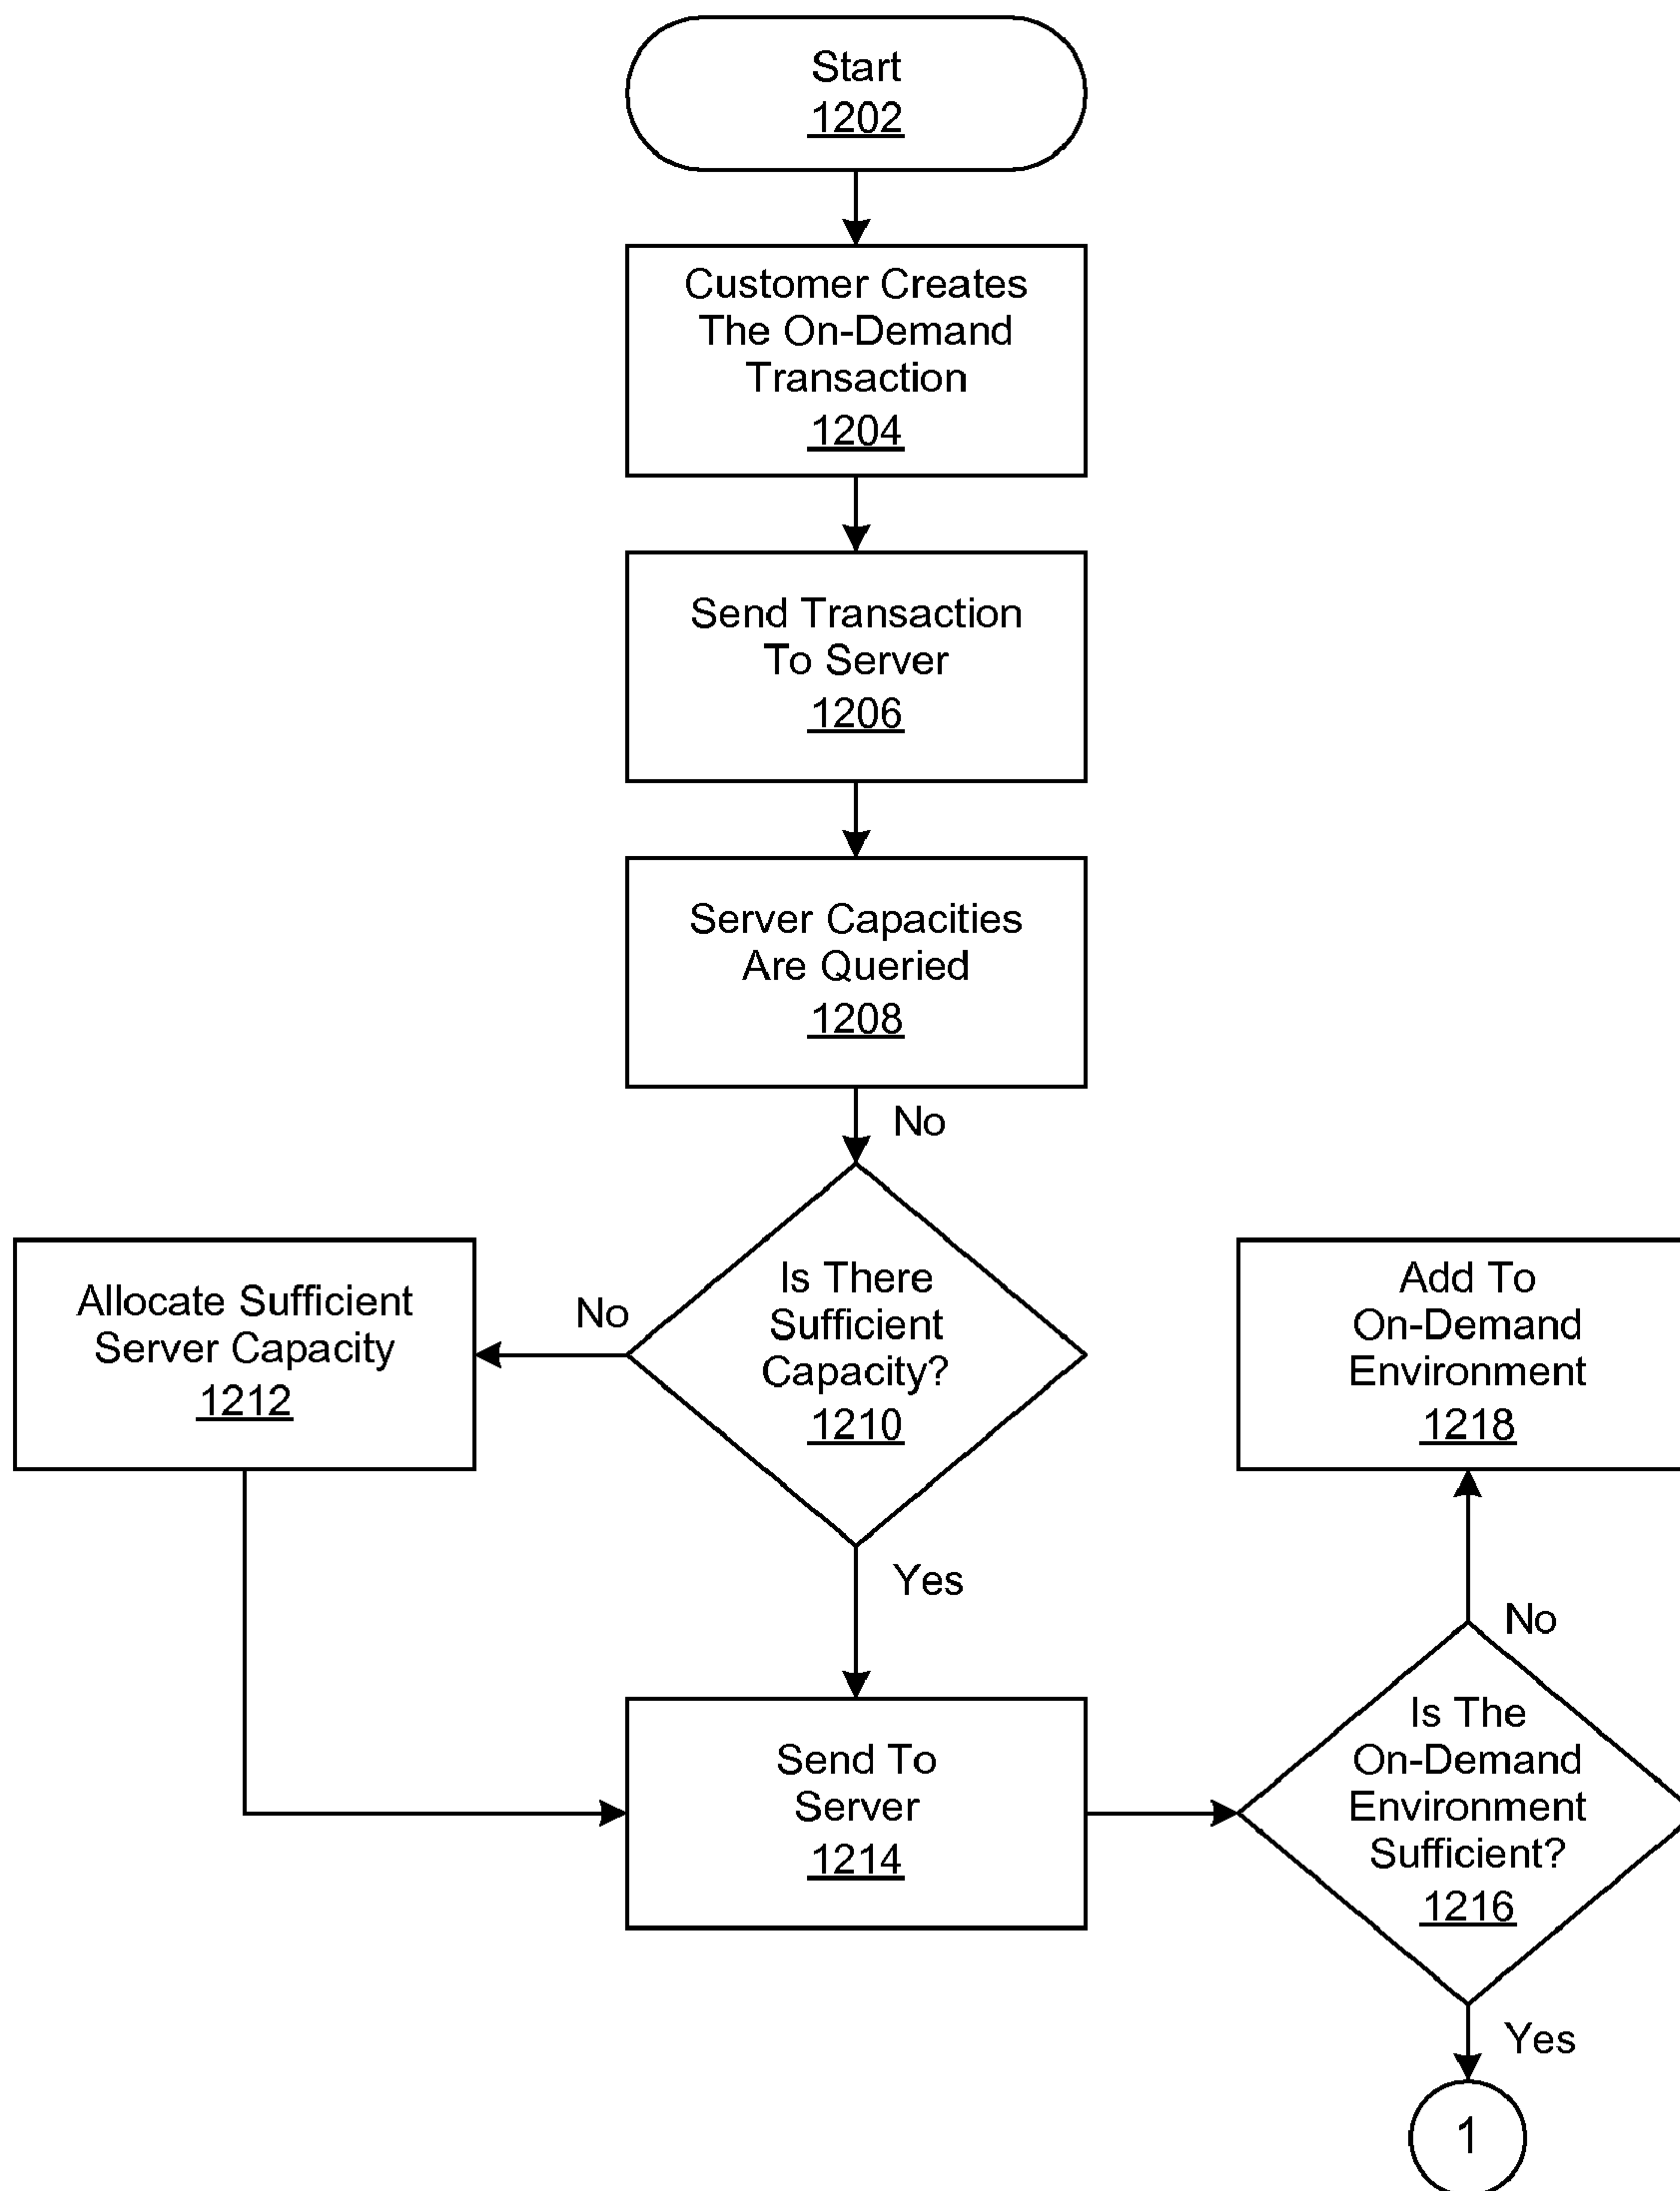 Start
1202
Customer Creates
The On-Demand
Transaction
1204
Send Transaction
To Server
1206
Server Capacities
Are Queried
1208
No
Is There
Sufficient
Capacity?
1210
No
Allocate Sufficient
Server Capacity
1212
Yes
Send To
Server
1214
Is The
On-Demand
Environment
Sufficient?
1216
No
Add To
On-Demand
Environment
1218
Yes
1